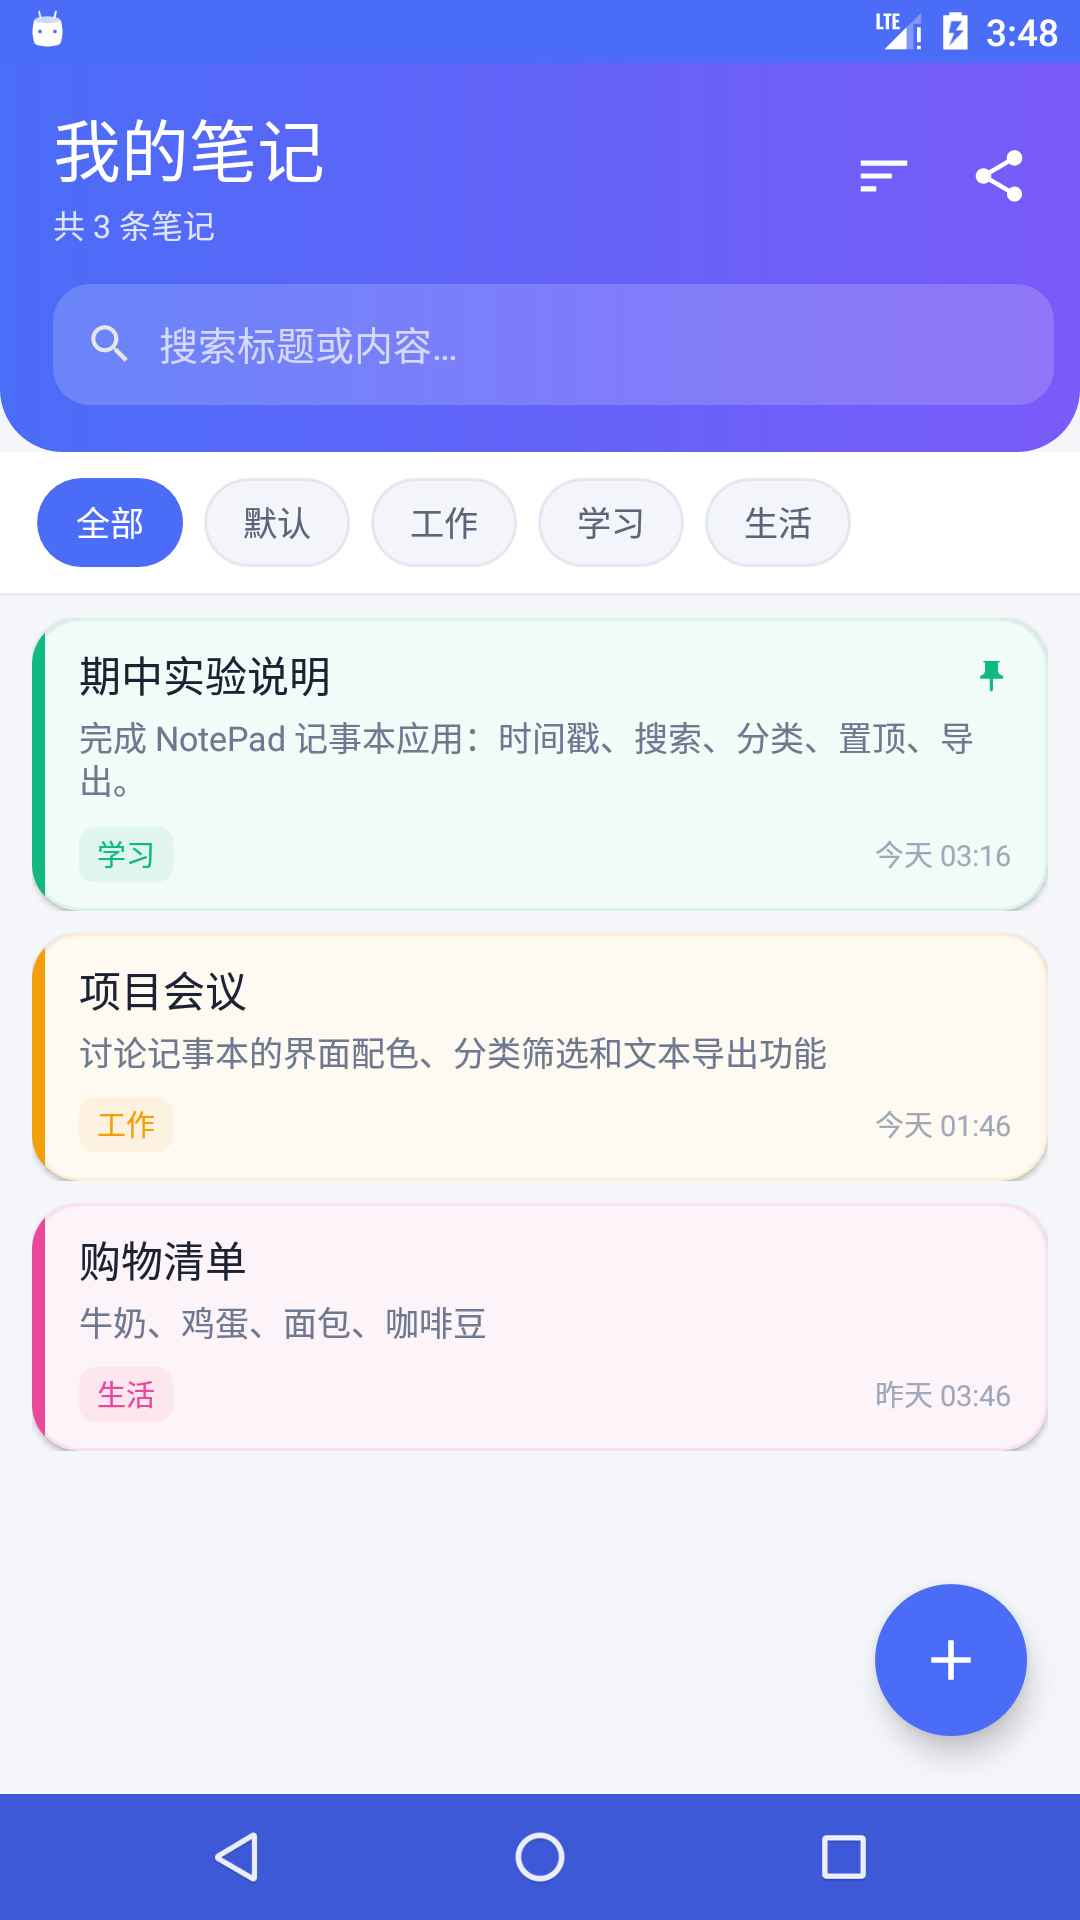 LTE 3:48
我的笔记
共 3 条笔记
搜索标题或内容...
全部 默认 工作 学习 生活
期中实验说明
完成 NotePad 记事本应用：时间戳、搜索、分类、置顶、导
出。
学习 今天 03:16
项目会议
讨论记事本的界面配色、分类筛选和文本导出功能
工作 今天 01:46
购物清单
牛奶、鸡蛋、面包、咖啡豆
生活 昨天 03:46